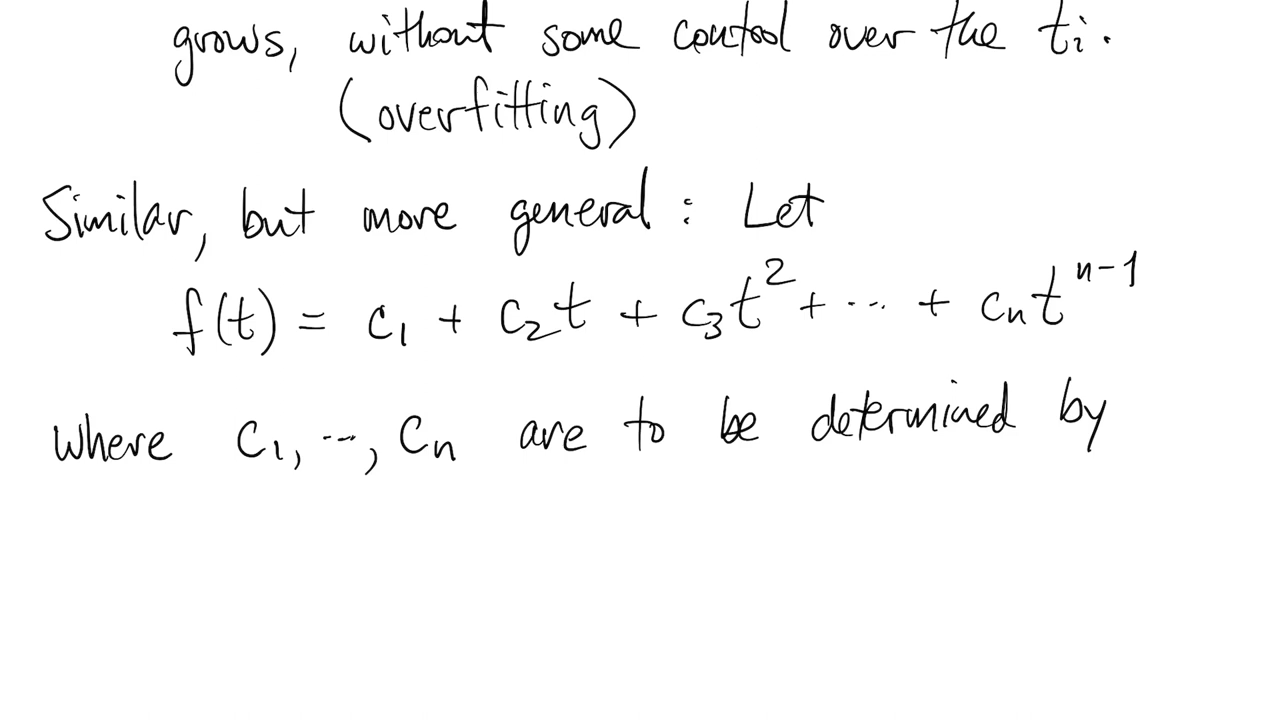 grows, without some control over the tᵢ.
(overfitting)
Similar, but more general: Let
f(t) = c₁ + c₂t + c₃t² + ... + cₙtⁿ⁻¹
where c₁, ..., cₙ are to be determined by